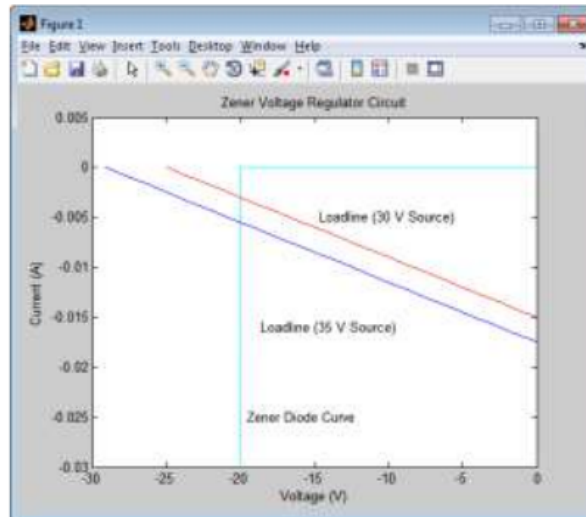 Figure 1
File Edit View Insert Tools Desktop Window Help
Zener Voltage Regulator Circuit
0.005
0
-0.005
-0.01
-0.015
-0.02
-0.025
-0.03
Current (A)
Loadline (30 V Source)
Loadline (35 V Source)
Zener Diode Curve
-30 -25 -20 -15 -10 -5 0
Voltage (V)